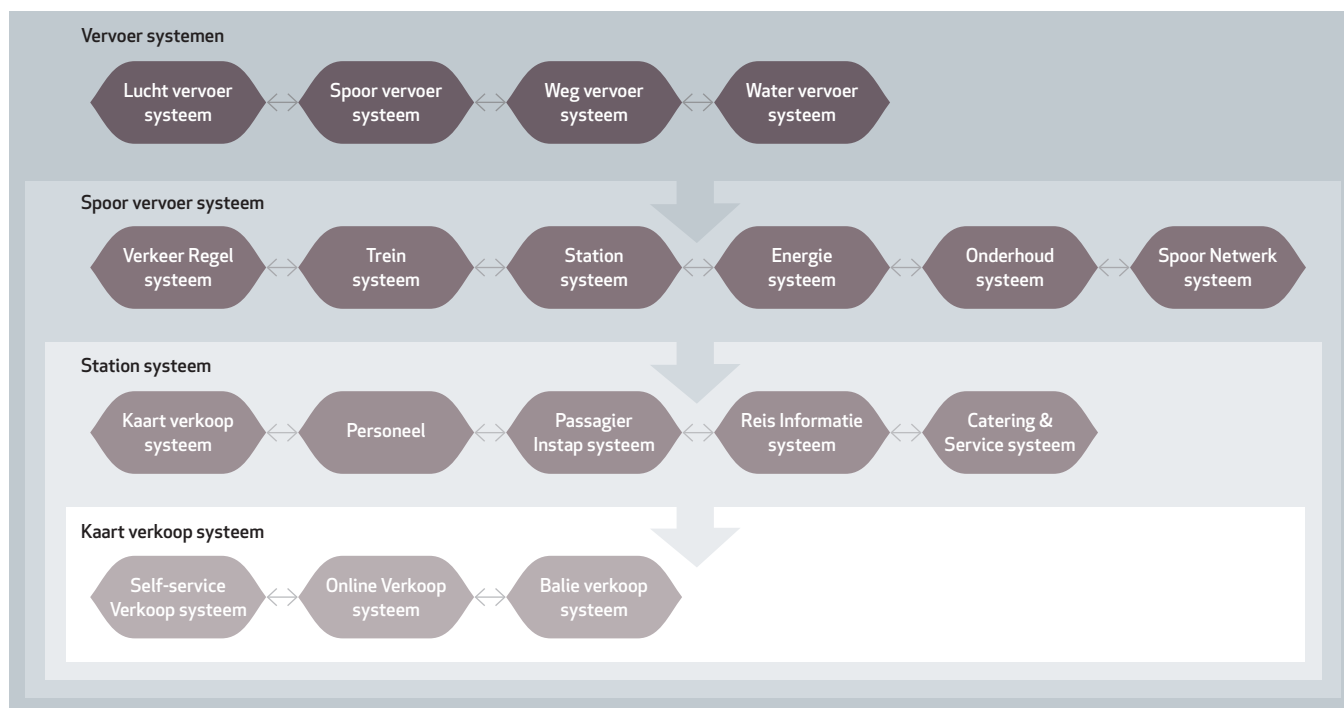 Vervoer systemen
Lucht vervoer
systeem
Spoor vervoer
systeem
Weg vervoer
systeem
Water vervoer
systeem
Spoor vervoer systeem
Verkeer Regel
systeem
Trein
systeem
Station
systeem
Energie
systeem
Onderhoud
systeem
Spoor Netwerk
systeem
Station systeem
Kaart verkoop
systeem
Personeel
Passagier
Instap systeem
Reis Informatie
systeem
Catering &
Service systeem
Kaart verkoop systeem
Self-service
Verkoop systeem
Online Verkoop
systeem
Balie verkoop
systeem